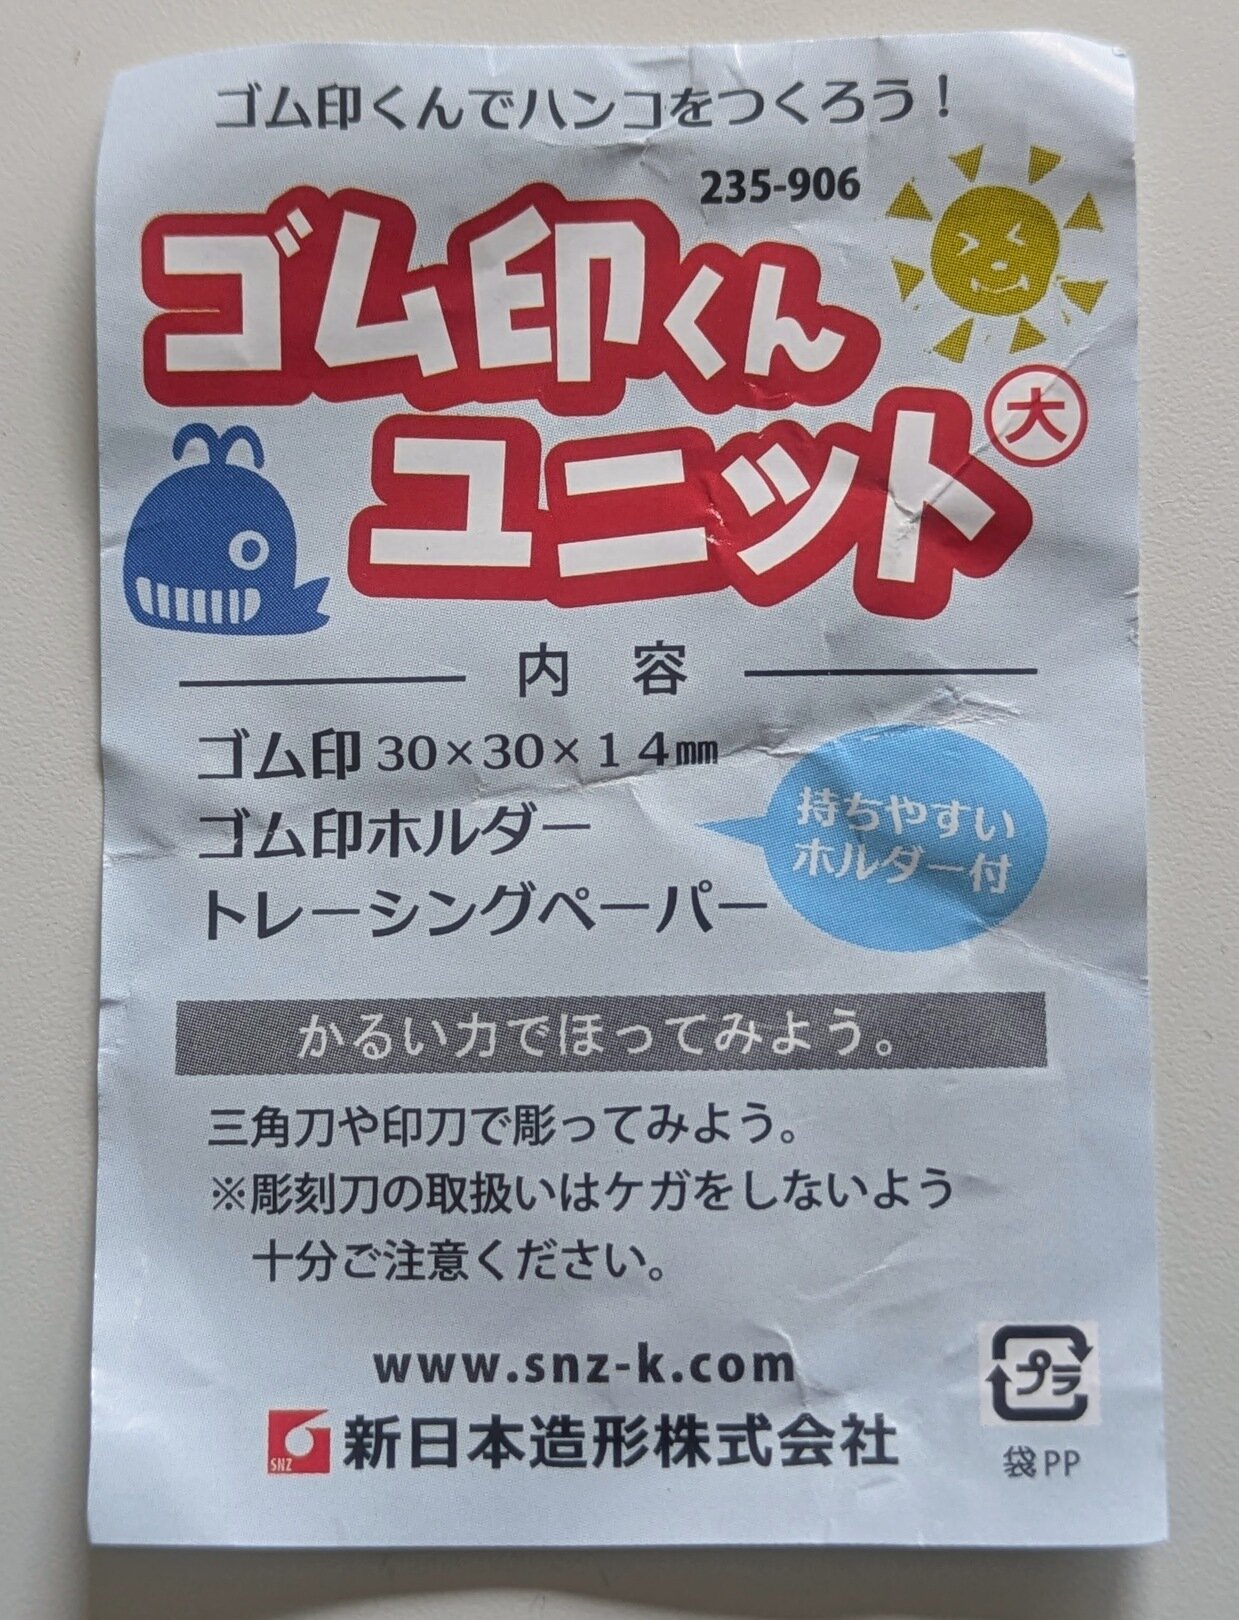 ゴム印くんでハンコをつくろう！
235-906
ゴム印くん
ユニット大
内 容
ゴム印 30×30×14㎜
ゴム印ホルダー
トレーシングペーパー
持ちやすい
ホルダー付
かるい力でほってみよう。
三角刀や印刀で彫ってみよう。
※彫刻刀の取扱いはケガをしないよう
十分ご注意ください。
www.snz-k.com
SNZ
新日本造形株式会社
プラ
袋PP